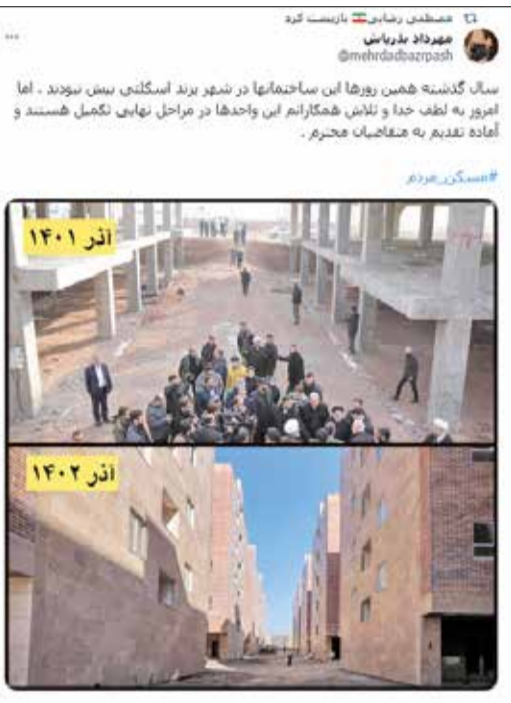 مصطفی رضایی بازپست کرد
مهرداد بذرپاش
@mehrdadbazrpash
سال گذشته همین روزها این ساختمانها در شهر پرند اسکلتی بیش نبودند ، اما
امروز به لطف خدا و تلاش همکارانم این واحدها در مراحل نهایی تکمیل هستند و
آماده تقدیم به متقاضیان محترم .
#مسکن_مردم
آذر ۱۴۰۱
آذر ۱۴۰۲